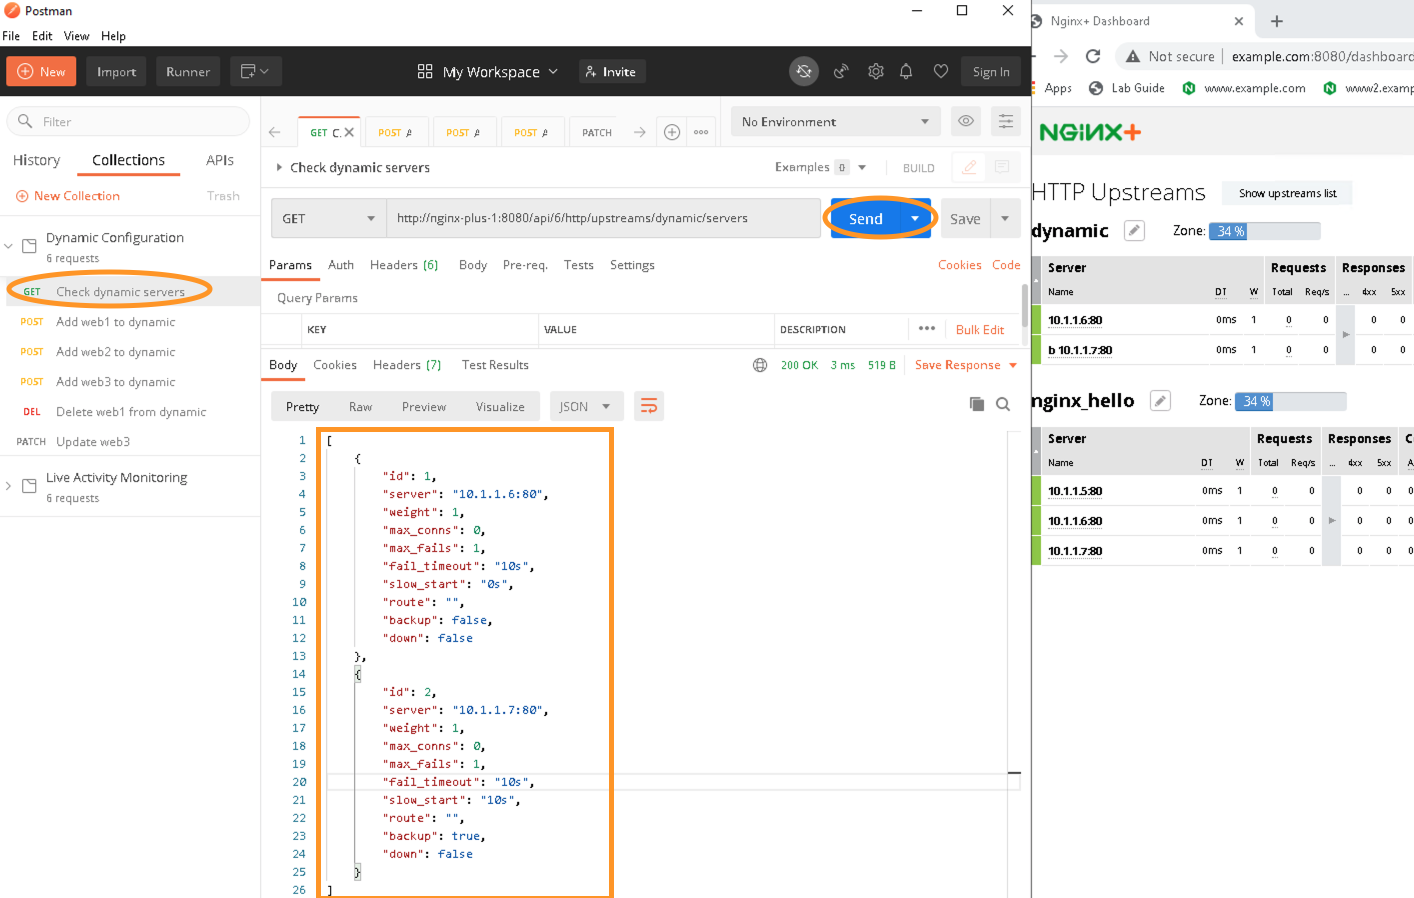 Postman
File Edit View Help
New Import Runner My Workspace Invite Sign In
Filter
History Collections APIs
New Collection Trash
Dynamic Configuration
6 requests
GET Check dynamic servers
POST Add web1 to dynamic
POST Add web2 to dynamic
POST Add web3 to dynamic
DEL Delete web1 from dynamic
PATCH Update web3
Live Activity Monitoring
6 requests
GET C. POST A POST A POST A PATCH No Environment
Check dynamic servers Examples 0 BUILD
GET http://nginx-plus-1:8080/api/6/http/upstreams/dynamic/servers Send Save
Params Auth Headers (6) Body Pre-req. Tests Settings Cookies Code
Query Params
KEY VALUE DESCRIPTION ••• Bulk Edit
Body Cookies Headers (7) Test Results 200 OK 3 ms 519 B Save Response
Pretty Raw Preview Visualize JSON
1 [
2 {
3 "id": 1,
4 "server": "10.1.1.6:80",
5 "weight": 1,
6 "max_conns": 0,
7 "max_fails": 1,
8 "fail_timeout": "10s",
9 "slow_start": "0s",
10 "route": "",
11 "backup": false,
12 "down": false
13 },
14 {
15 "id": 2,
16 "server": "10.1.1.7:80",
17 "weight": 1,
18 "max_conns": 0,
19 "max_fails": 1,
20 "fail_timeout": "10s",
21 "slow_start": "10s",
22 "route": "",
23 "backup": true,
24 "down": false
25 }
26 ]
Nginx+ Dashboard
Not secure example.com:8080/dashboard
Apps Lab Guide www.example.com www2.examp
NGINX+
HTTP Upstreams Show upstreams list
dynamic Zone: 34 %
Server Requests Responses
Name DT W Total Req/s ... 4xx 5xx
10.1.1.6:80 0ms 1 0 0 0 0
b 10.1.1.7:80 0ms 1 0 0 0 0
nginx_hello Zone: 34 %
Server Requests Responses C
Name DT W Total Req/s ... 4xx 5xx A
10.1.1.5:80 0ms 1 0 0 0 0 0
10.1.1.6:80 0ms 1 0 0 0 0 0
10.1.1.7:80 0ms 1 0 0 0 0 0